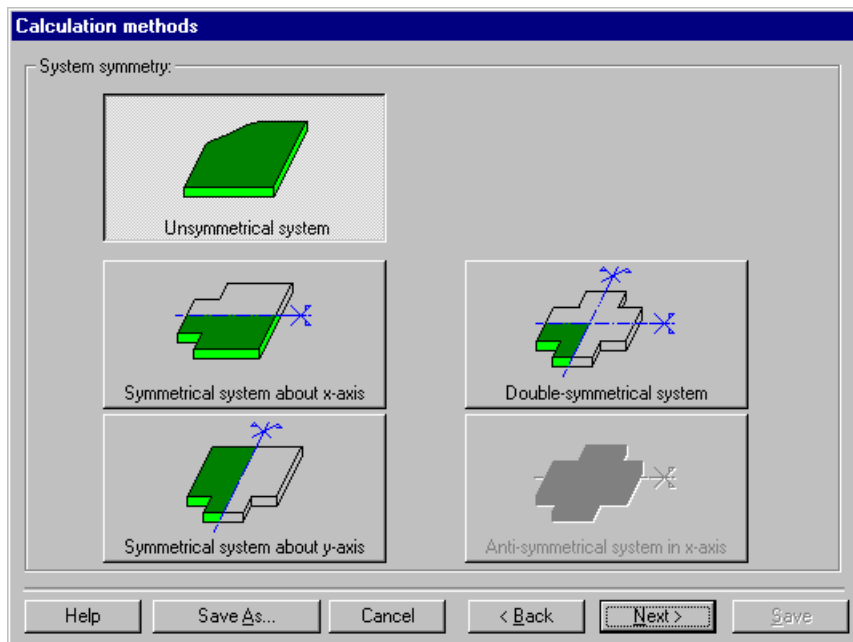 Calculation methods
System symmetry:
Unsymmetrical system
Symmetrical system about x-axis
Double-symmetrical system
Symmetrical system about y-axis
Anti-symmetrical system in x-axis
Help
Save As...
Cancel
< Back
Next >
Save